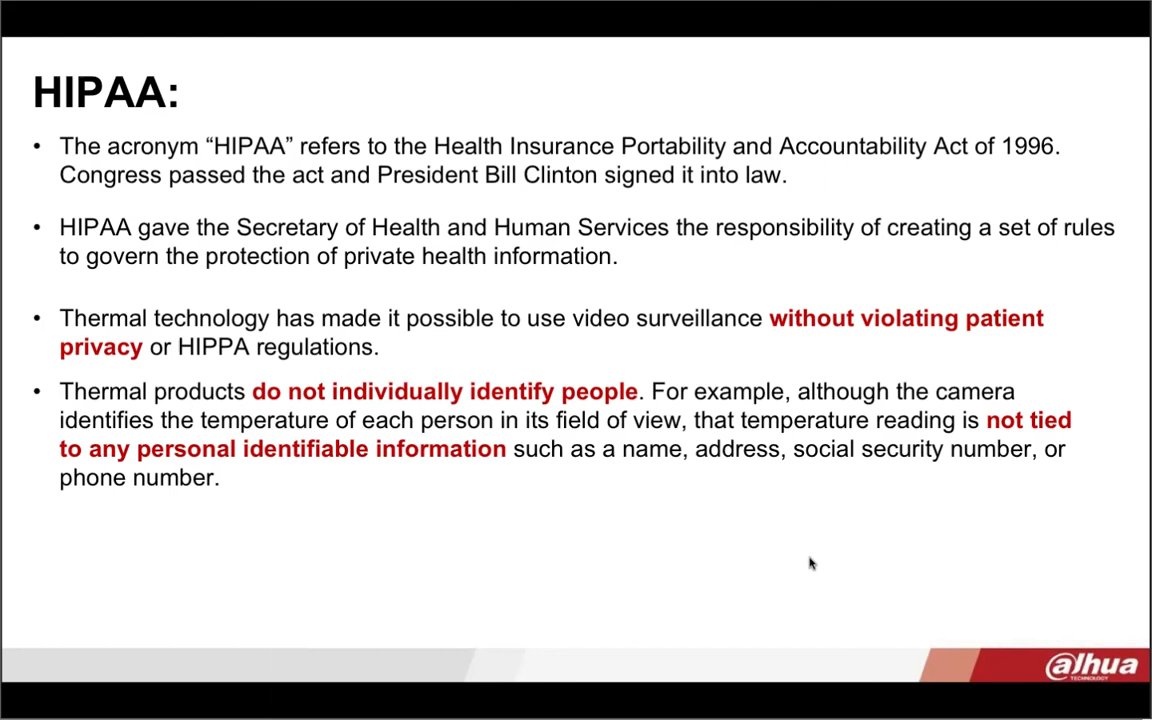 HIPAA:
• The acronym “HIPAA” refers to the Health Insurance Portability and Accountability Act of 1996.
Congress passed the act and President Bill Clinton signed it into law.
• HIPAA gave the Secretary of Health and Human Services the responsibility of creating a set of rules
to govern the protection of private health information.
• Thermal technology has made it possible to use video surveillance without violating patient
privacy or HIPPA regulations.
• Thermal products do not individually identify people. For example, although the camera
identifies the temperature of each person in its field of view, that temperature reading is not tied
to any personal identifiable information such as a name, address, social security number, or
phone number.
alhua
TECHNOLOGY